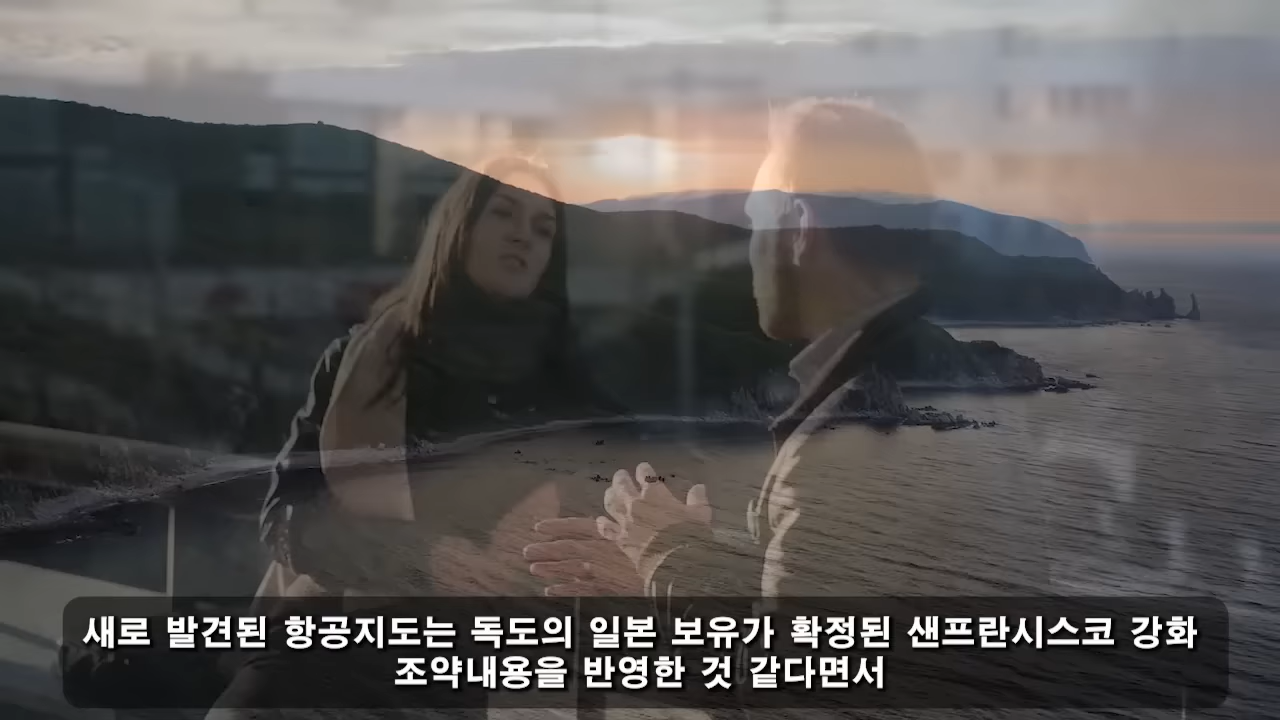 새로 발견된 항공지도는 독도의 일본 보유가 확정된 샌프란시스코 강화
조약내용을 반영한 것 같다면서